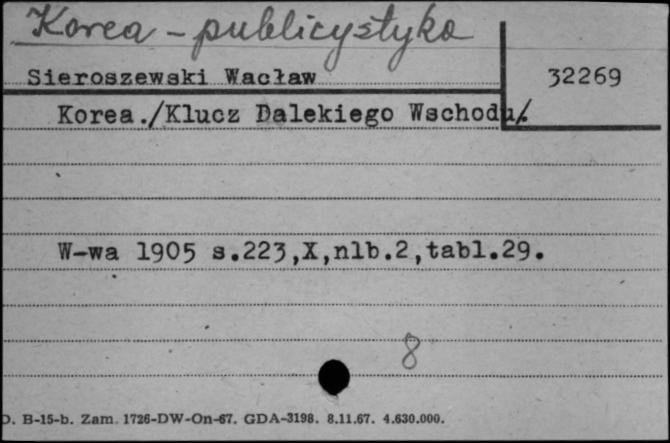 Korea - publicystyka
Sieroszewski Wacław
32269
Korea./Klucz Dalekiego Wschodu/.
W-wa 1905 s.223,X,nlb.2,tabl.29.
8
D. B-15-b. Zam. 1726-DW-On-67. GDA-3198. 8.11.67. 4.630.000.